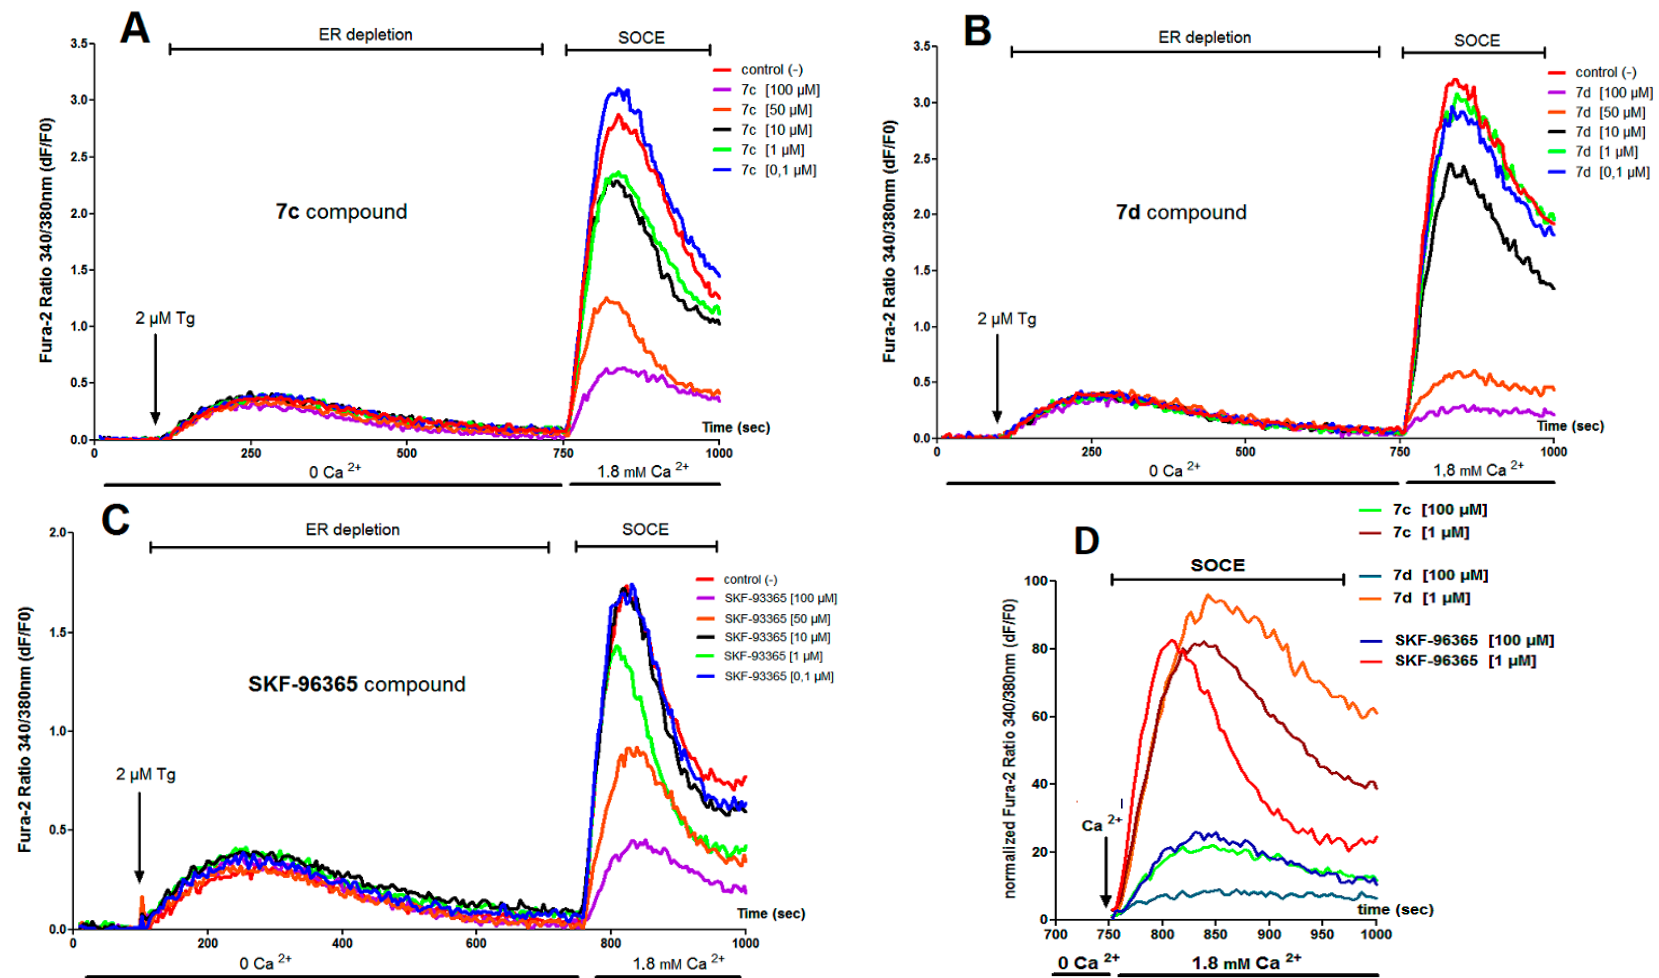 A
ER depletion
SOCE
3.5
3.0
2.5
2.0
1.5
1.0
0.5
0.0
Fura-2 Ratio 340/380nm (dF/F0)
control (-)
7c [100 µM]
7c [50 µM]
7c [10 µM]
7c [1 µM]
7c [0,1 µM]
7c compound
2 µM Tg
Time (sec)
0 250 500 750 1000
0 Ca 2+
1.8 mM Ca 2+
B
ER depletion
SOCE
3.5
3.0
2.5
2.0
1.5
1.0
0.5
0.0
Fura-2 Ratio 340/380nm (dF/F0)
control (-)
7d [100 µM]
7d [50 µM]
7d [10 µM]
7d [1 µM]
7d [0,1 µM]
7d compound
2 µM Tg
Time (sec)
0 250 500 750 1000
0 Ca 2+
1,8 mM Ca 2+
C
ER depletion
SOCE
2.0
1.5
1.0
0.5
0.0
Fura-2 Ratio 340/380nm (dF/F0)
control (-)
SKF-93365 [100 µM]
SKF-93365 [50 µM]
SKF-93365 [10 µM]
SKF-93365 [1 µM]
SKF-93365 [0,1 µM]
SKF-96365 compound
2 µM Tg
Time (sec)
0 200 400 600 800 1000
0 Ca 2+
1.8 mM Ca 2+
D
7c [100 µM]
7c [1 µM]
7d [100 µM]
7d [1 µM]
SKF-96365 [100 µM]
SKF-96365 [1 µM]
SOCE
100
80
60
40
20
0
normalized Fura-2 Ratio 340/380nm (dF/F0)
Ca 2+
time (sec)
700 750 800 850 900 950 1000
0 Ca 2+
1.8 mM Ca 2+